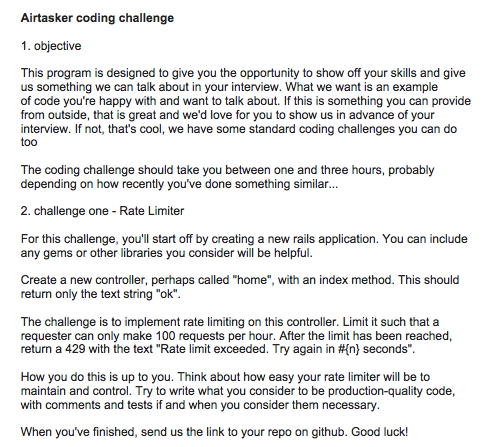 Airtasker coding challenge
1. objective
This program is designed to give you the opportunity to show off your skills and give
us something we can talk about in your interview. What we want is an example
of code you're happy with and want to talk about. If this is something you can provide
from outside, that is great and we'd love for you to show us in advance of your
interview. If not, that's cool, we have some standard coding challenges you can do
too
The coding challenge should take you between one and three hours, probably
depending on how recently you've done something similar...
2. challenge one - Rate Limiter
For this challenge, you'll start off by creating a new rails application. You can include
any gems or other libraries you consider will be helpful.
Create a new controller, perhaps called "home", with an index method. This should
return only the text string "ok".
The challenge is to implement rate limiting on this controller. Limit it such that a
requester can only make 100 requests per hour. After the limit has been reached,
return a 429 with the text "Rate limit exceeded. Try again in #{n} seconds".
How you do this is up to you. Think about how easy your rate limiter will be to
maintain and control. Try to write what you consider to be production-quality code,
with comments and tests if and when you consider them necessary.
When you've finished, send us the link to your repo on github. Good luck!